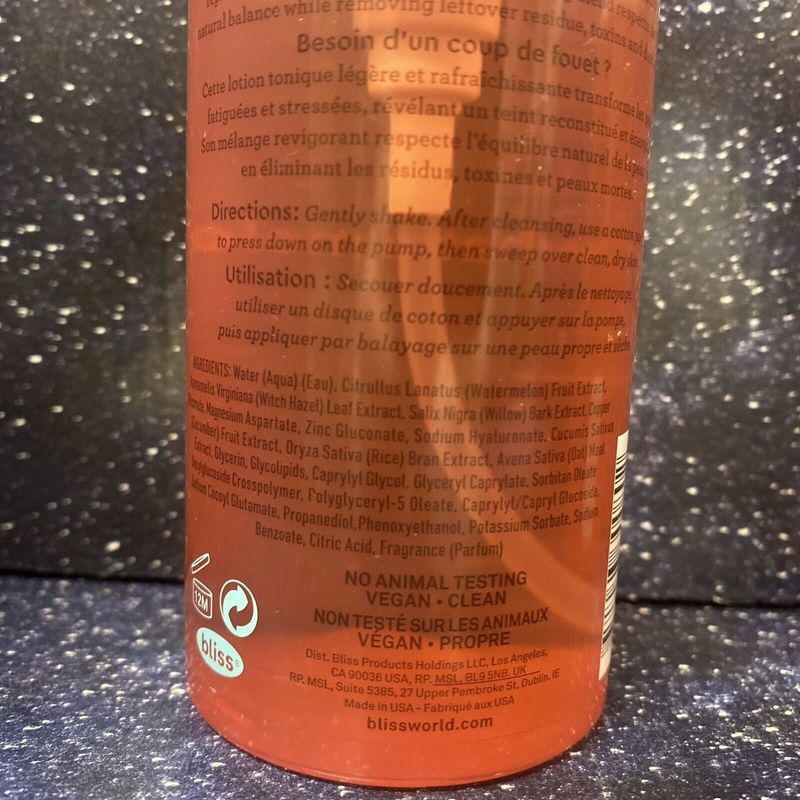 natural balance while removing leftover residue, toxins and
Besoin d'un coup de fouet ?
Cette lotion tonique légère et rafraîchissante transforme les
fatiguées et stressées, révélant un teint reconstitué et
Son mélange revigorant respecte l'équilibre naturel de la peau
en éliminant les résidus, toxines et peaux mortes.
Directions: Gently shake. After cleansing, use a cotton pad
to press down on the pump, then sweep over clean, dry skin.
Utilisation : Secouer doucement. Après le nettoyage,
utiliser un disque de coton et appuyer sur la pompe,
puis appliquer par balayage sur une peau propre et sèche
INGREDIENTS: Water (Aqua) (Eau), Citrullus Lanatus (Watermelon) Fruit Extract,
Hamamelis Virginiana (Witch Hazel) Leaf Extract, Salix Nigra (Willow) Bark Extract, Copper
Magnesium Aspartate, Zinc Gluconate, Sodium Hyaluronate, Cucumis Sativus
(Cucumber) Fruit Extract, Oryza Sativa (Rice) Bran Extract, Avena Sativa (Oat) Meal
Extract, Glycerin, Glycolipids, Caprylyl Glycol, Glyceryl Caprylate, Sorbitan Oleate
Decylglucoside Crosspolymer, Polyglyceryl-5 Oleate, Caprylyl/Capryl Glucoside,
Sodium Cocoyl Glutamate, Propanediol, Phenoxyethanol, Potassium Sorbate, Sodium
Benzoate, Citric Acid, Fragrance (Parfum)
12M
bliss®
NO ANIMAL TESTING
VEGAN • CLEAN
NON TESTÉ SUR LES ANIMAUX
VEGAN • PROPRE
Dist. Bliss Products Holdings LLC, Los Angeles,
CA 90036 USA, RP. MSL, BL9 5NB, UK
RP. MSL, Suite 5385, 27 Upper Pembroke St, Dublin. IE
Made in USA - Fabriqué aux USA
blissworld.com